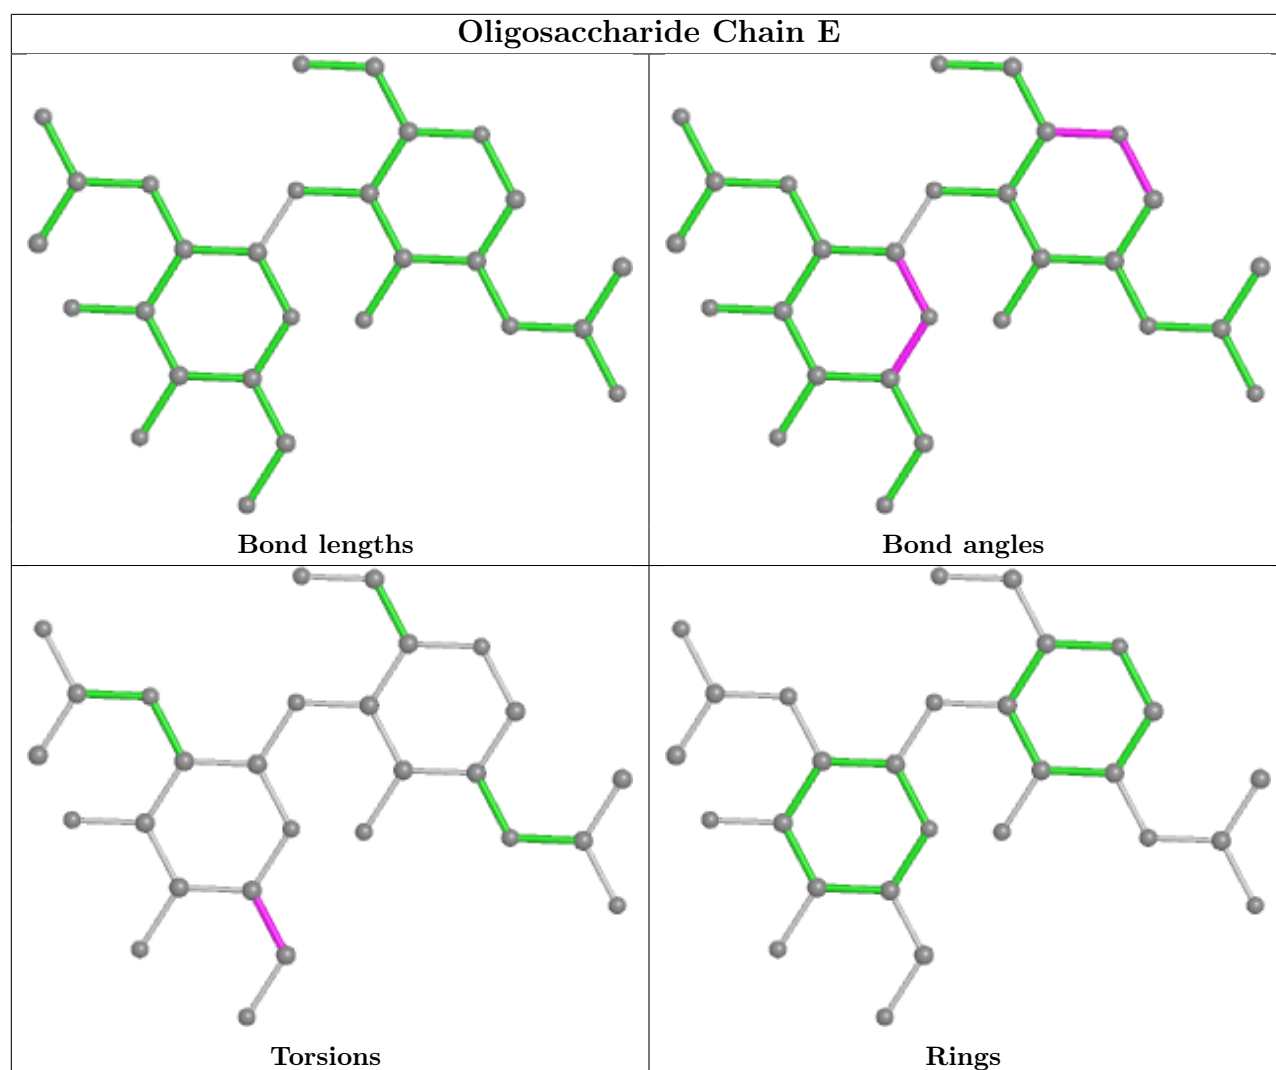 Oligosaccharide Chain E
Bond lengths
Bond angles
Torsions
Rings